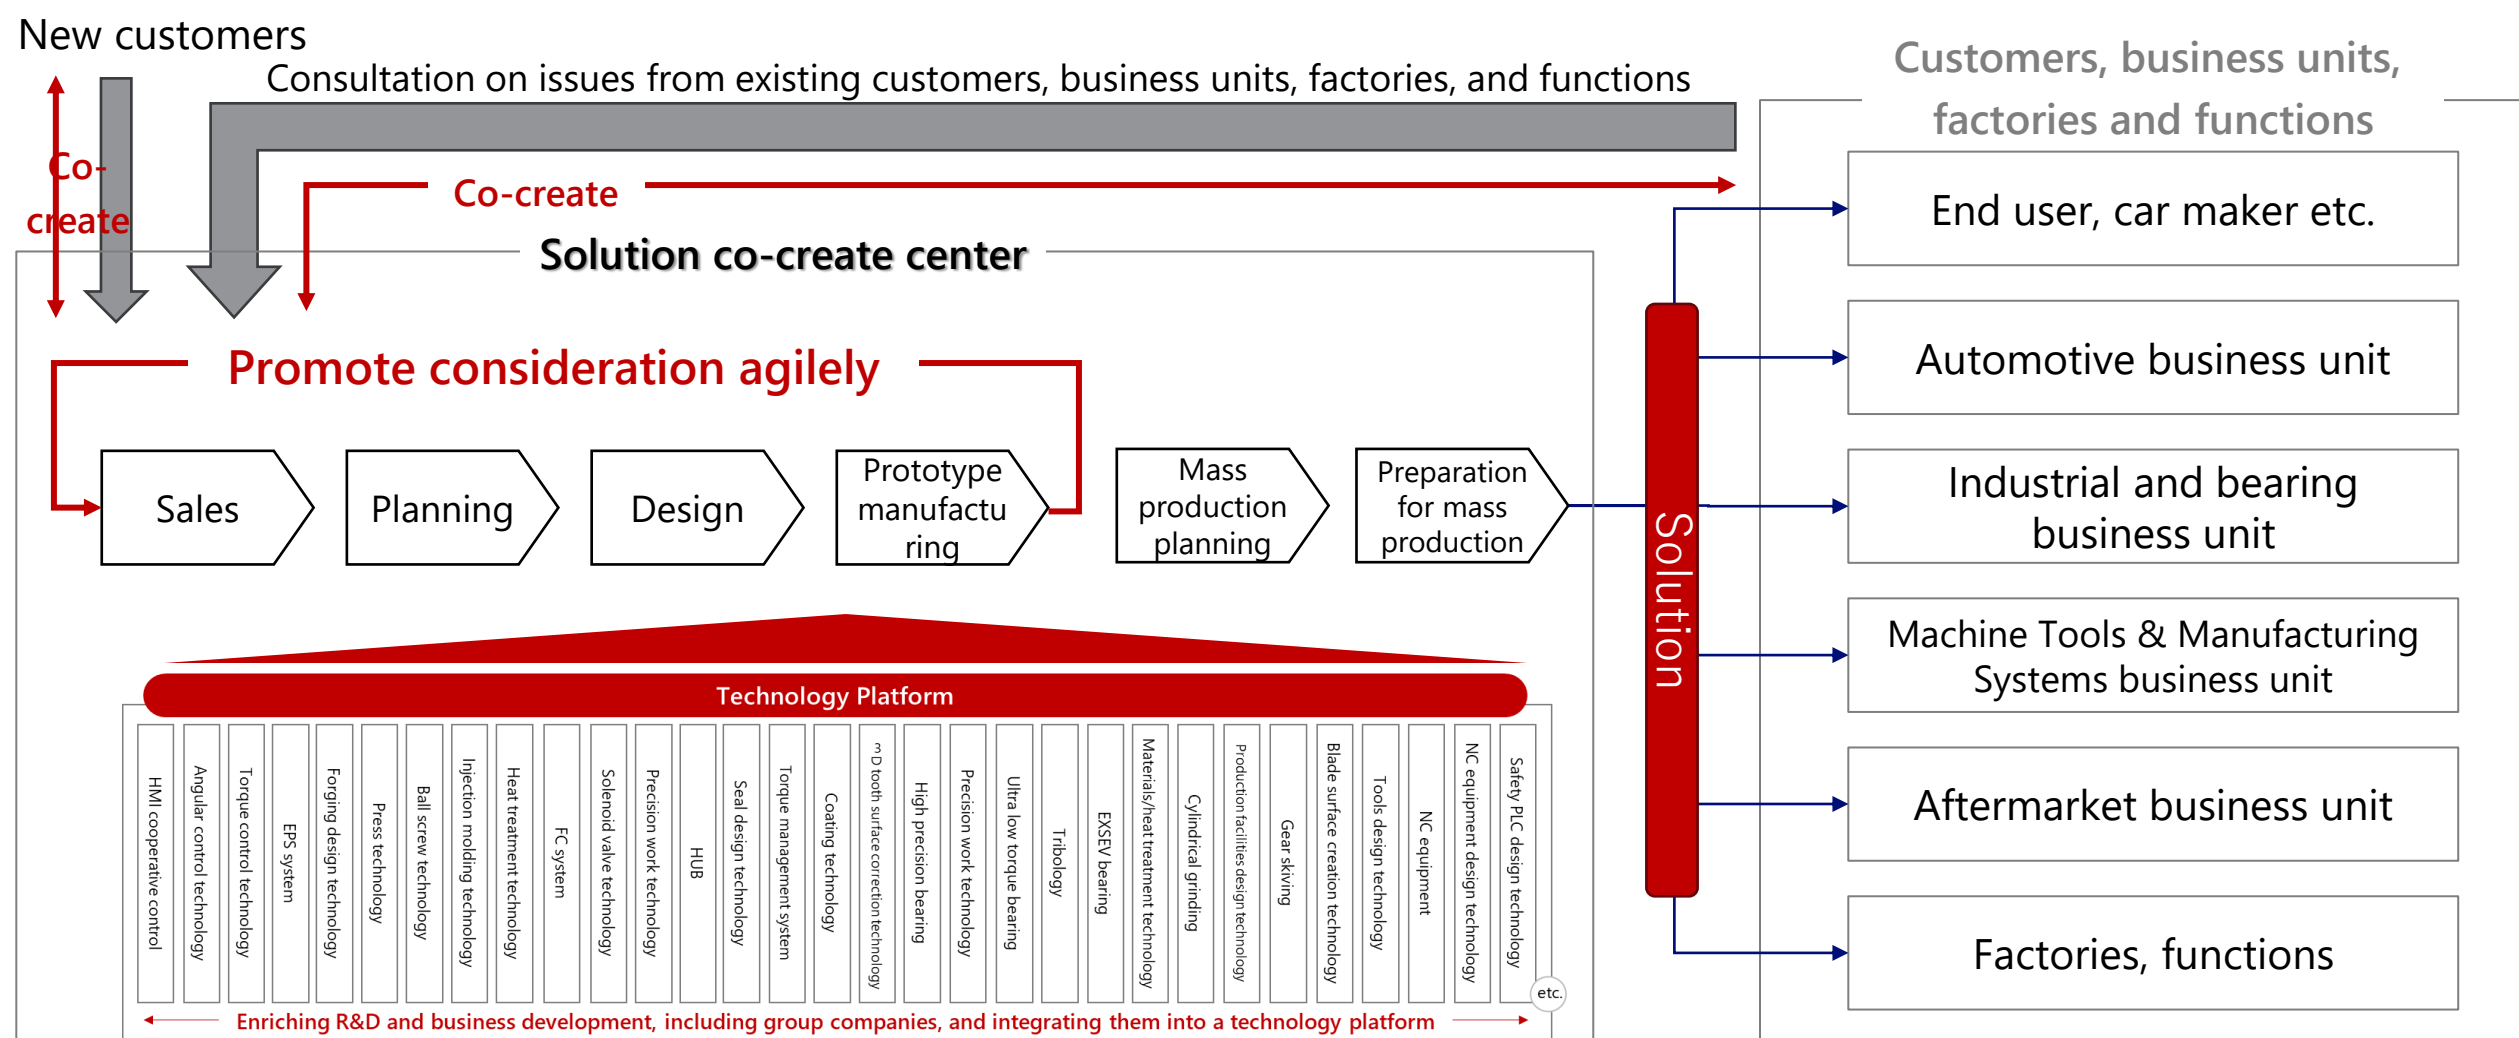 New customers
Consultation on issues from existing customers, business units, factories, and functions
Customers, business units,
factories and functions
Co-
create
Co-create
Solution co-create center
Promote consideration agilely
Sales
Planning
Design
Prototype
manufactu
ring
Mass
production
planning
Preparation
for mass
production
Solution
End user, car maker etc.
Automotive business unit
Industrial and bearing
business unit
Machine Tools & Manufacturing
Systems business unit
Aftermarket business unit
Factories, functions
Technology Platform
HMI cooperative control
Angular control technology
Torque control technology
EPS system
Forging design technology
Press technology
Ball screw technology
Injection molding technology
Heat treatment technology
FC system
Solenoid valve technology
Precision work technology
HUB
Seal design technology
Torque management system
Coating technology
3D tooth surface correction technology
High precision bearing
Precision work technology
Ultra low torque bearing
Tribology
EXSEV bearing
Materials/heat treatment technology
Cylindrical grinding
Production facilities design technology
Gear skiving
Blade surface creation technology
Tools design technology
NC equipment
NC equipment design technology
Safety PLC design technology
etc.
Enriching R&D and business development, including group companies, and integrating them into a technology platform